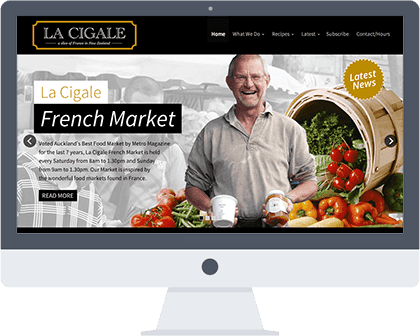 LA CIGALE
a slice of France in New Zealand
Home What We Do Recipes Latest Subscribe Contact/Hours
Latest
News
La Cigale
French Market
Voted Auckland's Best Food Market by Metro Magazine
for the last 7 years, La Cigale French Market is held
every Saturday from 8am to 1.30pm and Sunday
from 9am to 1.30pm. Our Market is inspired by
the wonderful food markets found in France.
READ MORE